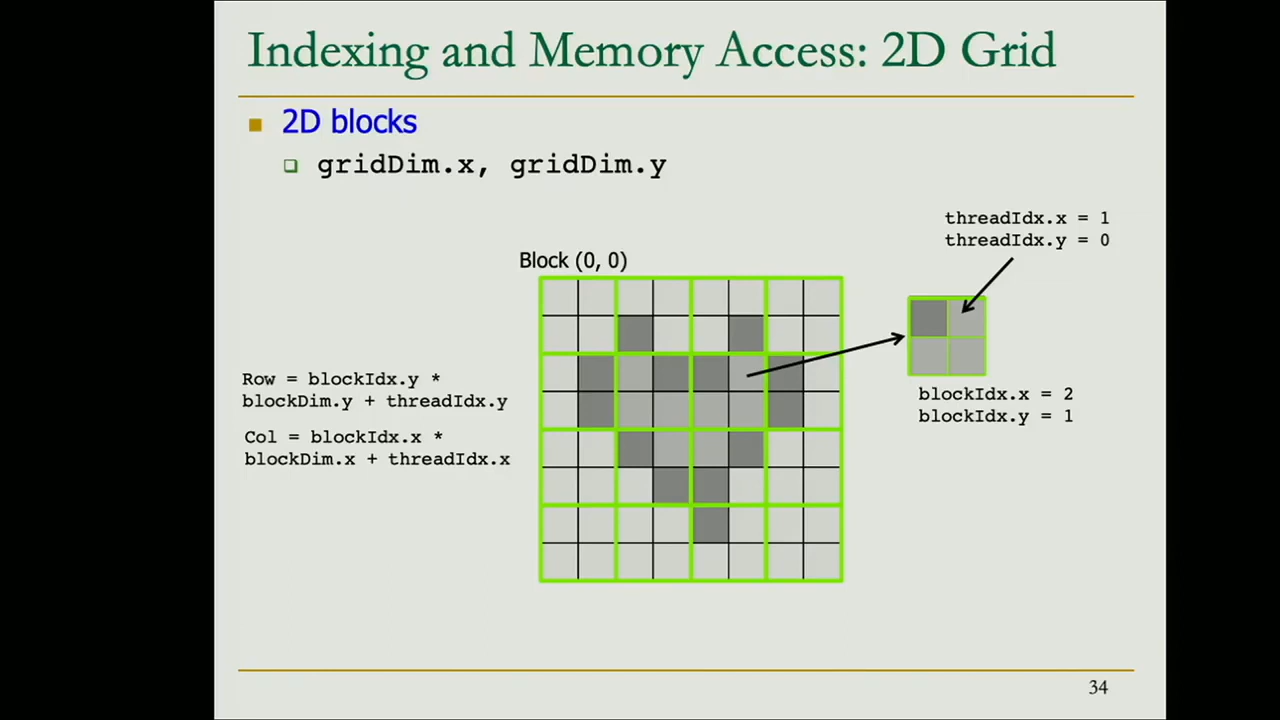 Indexing and Memory Access: 2D Grid
2D blocks
gridDim.x, gridDim.y
threadIdx.x = 1
threadIdx.y = 0
Block (0, 0)
Row = blockIdx.y *
blockDim.y + threadIdx.y
Col = blockIdx.x *
blockDim.x + threadIdx.x
blockIdx.x = 2
blockIdx.y = 1
34